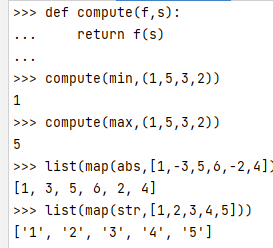 >>> def compute(f,s):
...     return f(s)
...
>>> compute(min,(1,5,3,2))
1
>>> compute(max,(1,5,3,2))
5
>>> list(map(abs,[1,-3,5,6,-2,4])
[1, 3, 5, 6, 2, 4]
>>> list(map(str,[1,2,3,4,5]))
['1', '2', '3', '4', '5']